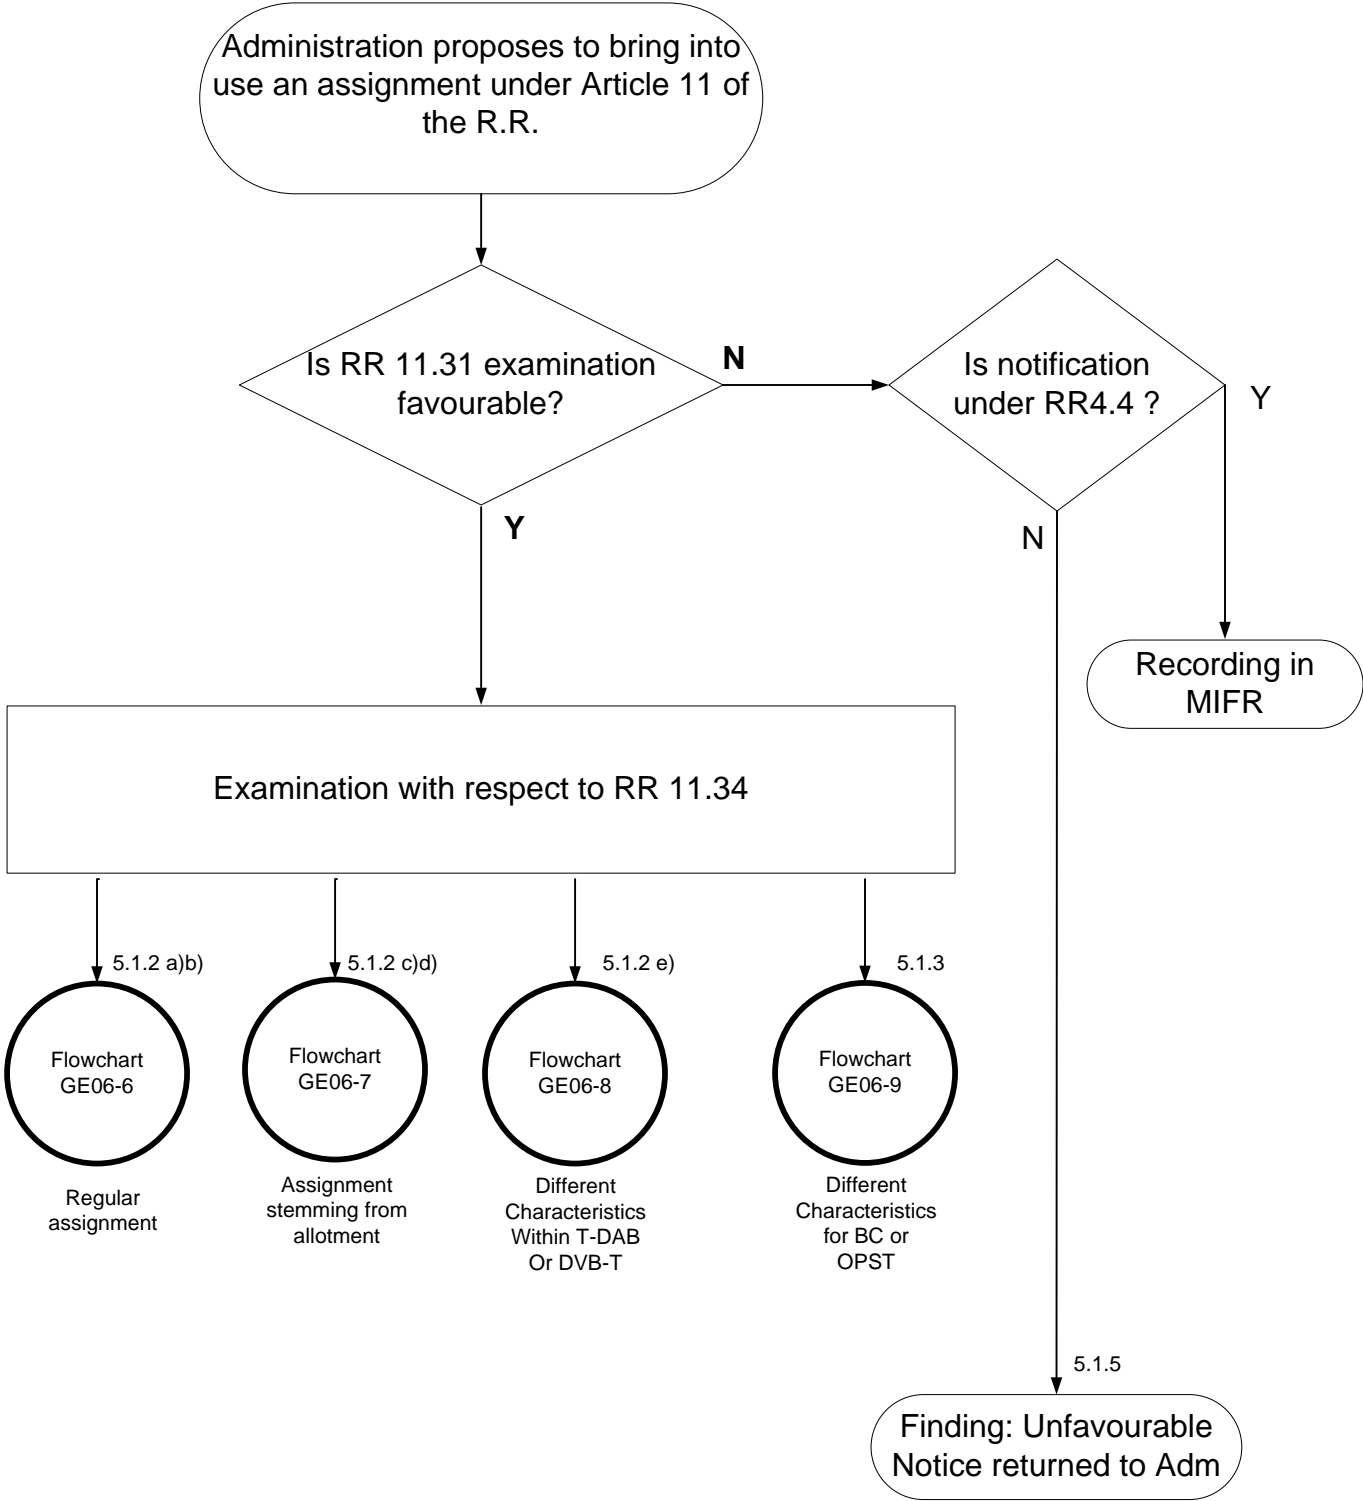 Administration proposes to bring into
use an assignment under Article 11 of
the R.R.
Is RR 11.31 examination
favourable?
N
Is notification
under RR4.4 ?
Y
Y
N
Recording in
MIFR
Examination with respect to RR 11.34
5.1.2 a)b)
5.1.2 c)d)
5.1.2 e)
5.1.3
Flowchart
GE06-6
Flowchart
GE06-7
Flowchart
GE06-8
Flowchart
GE06-9
Regular
assignment
Assignment
stemming from
allotment
Different
Characteristics
Within T-DAB
Or DVB-T
Different
Characteristics
for BC or
OPST
5.1.5
Finding: Unfavourable
Notice returned to Adm